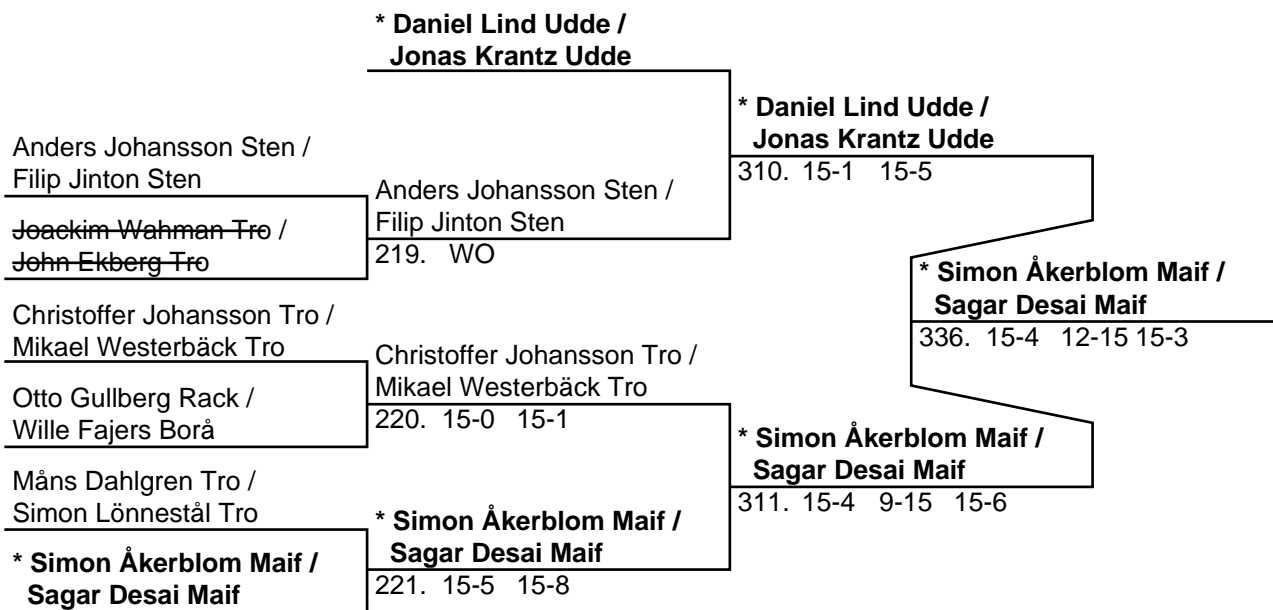 * Daniel Lind Udde /
Jonas Krantz Udde
* Daniel Lind Udde /
Jonas Krantz Udde
310. 15-1 15-5
Anders Johansson Sten /
Filip Jinton Sten
Anders Johansson Sten /
Filip Jinton Sten
219. WO
Joackim Wahman Tro /
John Ekberg Tro
* Simon Åkerblom Maif /
Sagar Desai Maif
336. 15-4 12-15 15-3
Christoffer Johansson Tro /
Mikael Westerbäck Tro
Christoffer Johansson Tro /
Mikael Westerbäck Tro
220. 15-0 15-1
Otto Gullberg Rack /
Wille Fajers Borå
* Simon Åkerblom Maif /
Sagar Desai Maif
311. 15-4 9-15 15-6
Måns Dahlgren Tro /
Simon Lönnestål Tro
* Simon Åkerblom Maif /
Sagar Desai Maif
221. 15-5 15-8
* Simon Åkerblom Maif /
Sagar Desai Maif